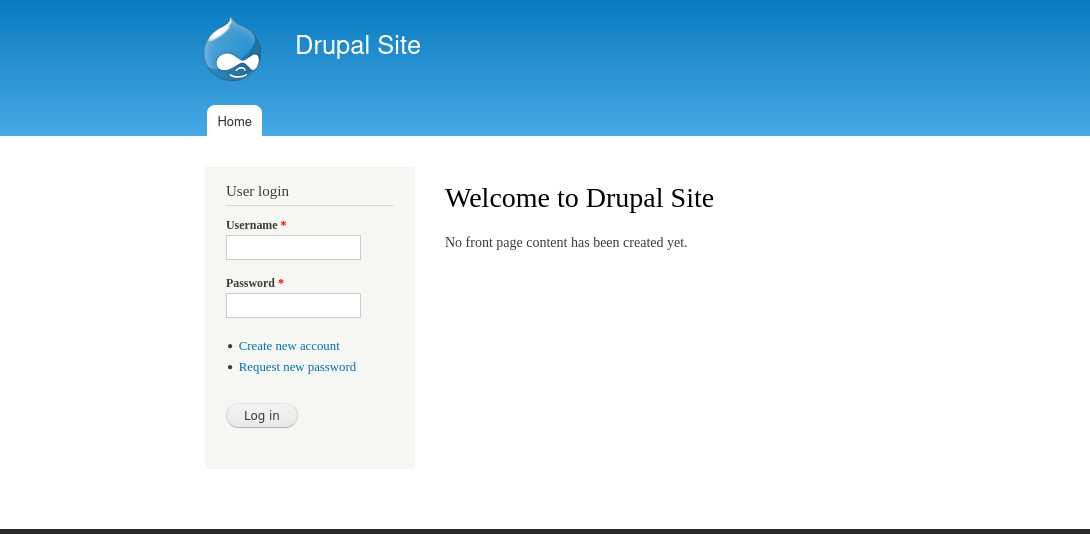 Drupal Site
Home
User login
Username *
Password *
Create new account
Request new password
Log in
Welcome to Drupal Site
No front page content has been created yet.